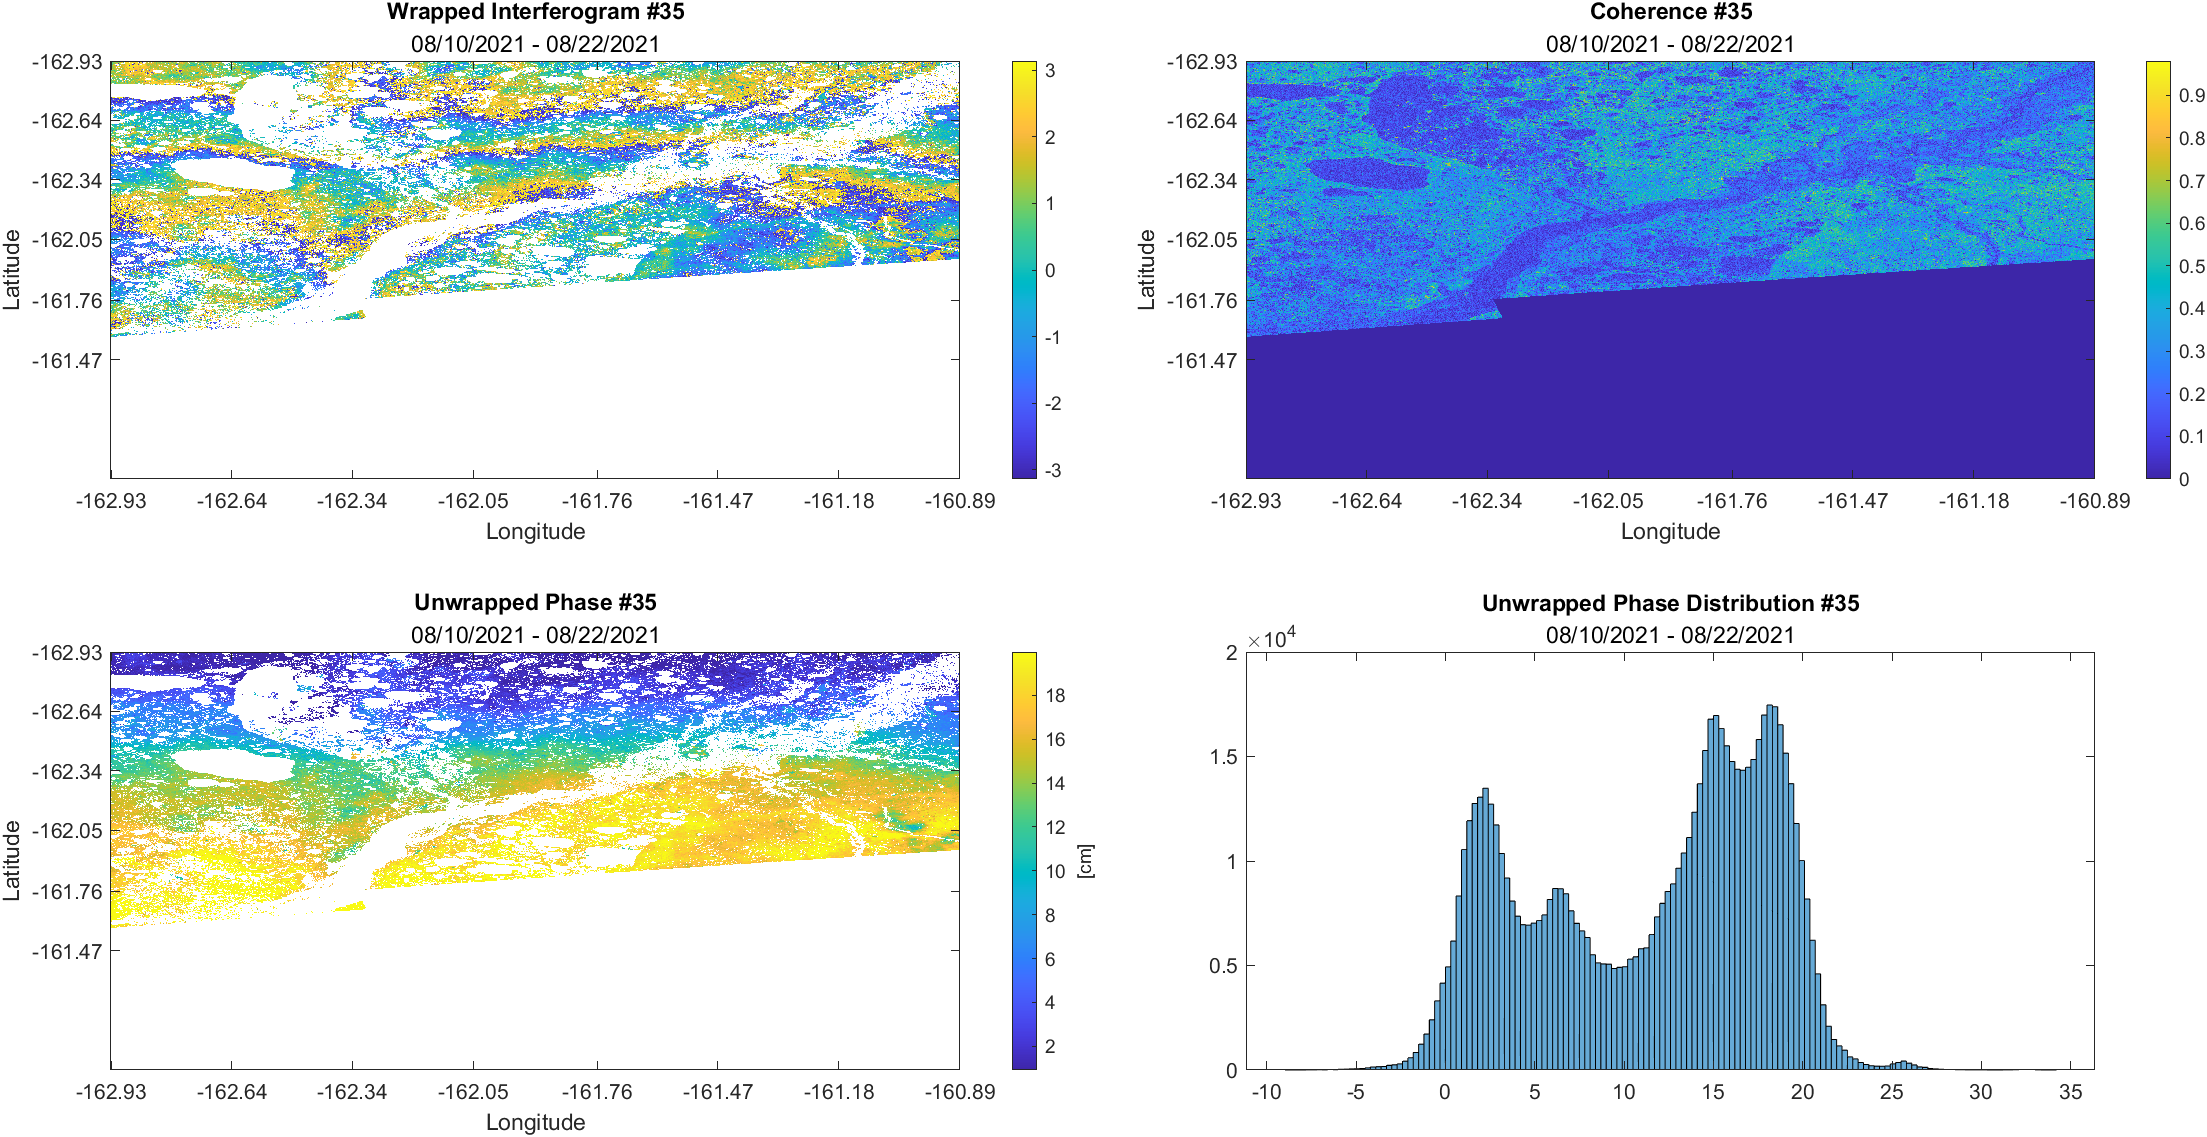 Wrapped Interferogram #35
08/10/2021 - 08/22/2021
-162.93
-162.64
-162.34
-162.05
-161.76
-161.47
Latitude
-162.93 -162.64 -162.34 -162.05 -161.76 -161.47 -161.18 -160.89
Longitude
3
2
1
0
-1
-2
-3
Coherence #35
08/10/2021 - 08/22/2021
-162.93
-162.64
-162.34
-162.05
-161.76
-161.47
Latitude
-162.93 -162.64 -162.34 -162.05 -161.76 -161.47 -161.18 -160.89
Longitude
0.9
0.8
0.7
0.6
0.5
0.4
0.3
0.2
0.1
0
Unwrapped Phase #35
08/10/2021 - 08/22/2021
-162.93
-162.64
-162.34
-162.05
-161.76
-161.47
Latitude
-162.93 -162.64 -162.34 -162.05 -161.76 -161.47 -161.18 -160.89
Longitude
18
16
14
12
10
8
6
4
2
[cm]
Unwrapped Phase Distribution #35
08/10/2021 - 08/22/2021
×10⁴
2
1.5
1
0.5
0
-10 -5 0 5 10 15 20 25 30 35